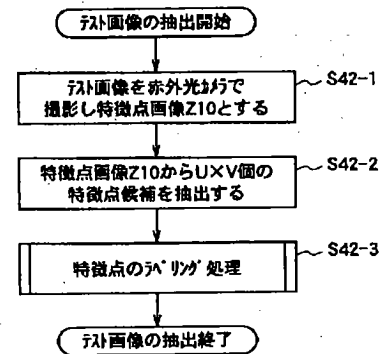 テスト画像の抽出開始
テスト画像を赤外光カメラで
撮影し特徴点画像Z10とする
S42-1
特徴点画像Z10からU×V個の
特徴点候補を抽出する
S42-2
特徴点のラベリング処理
S42-3
テスト画像の抽出終了